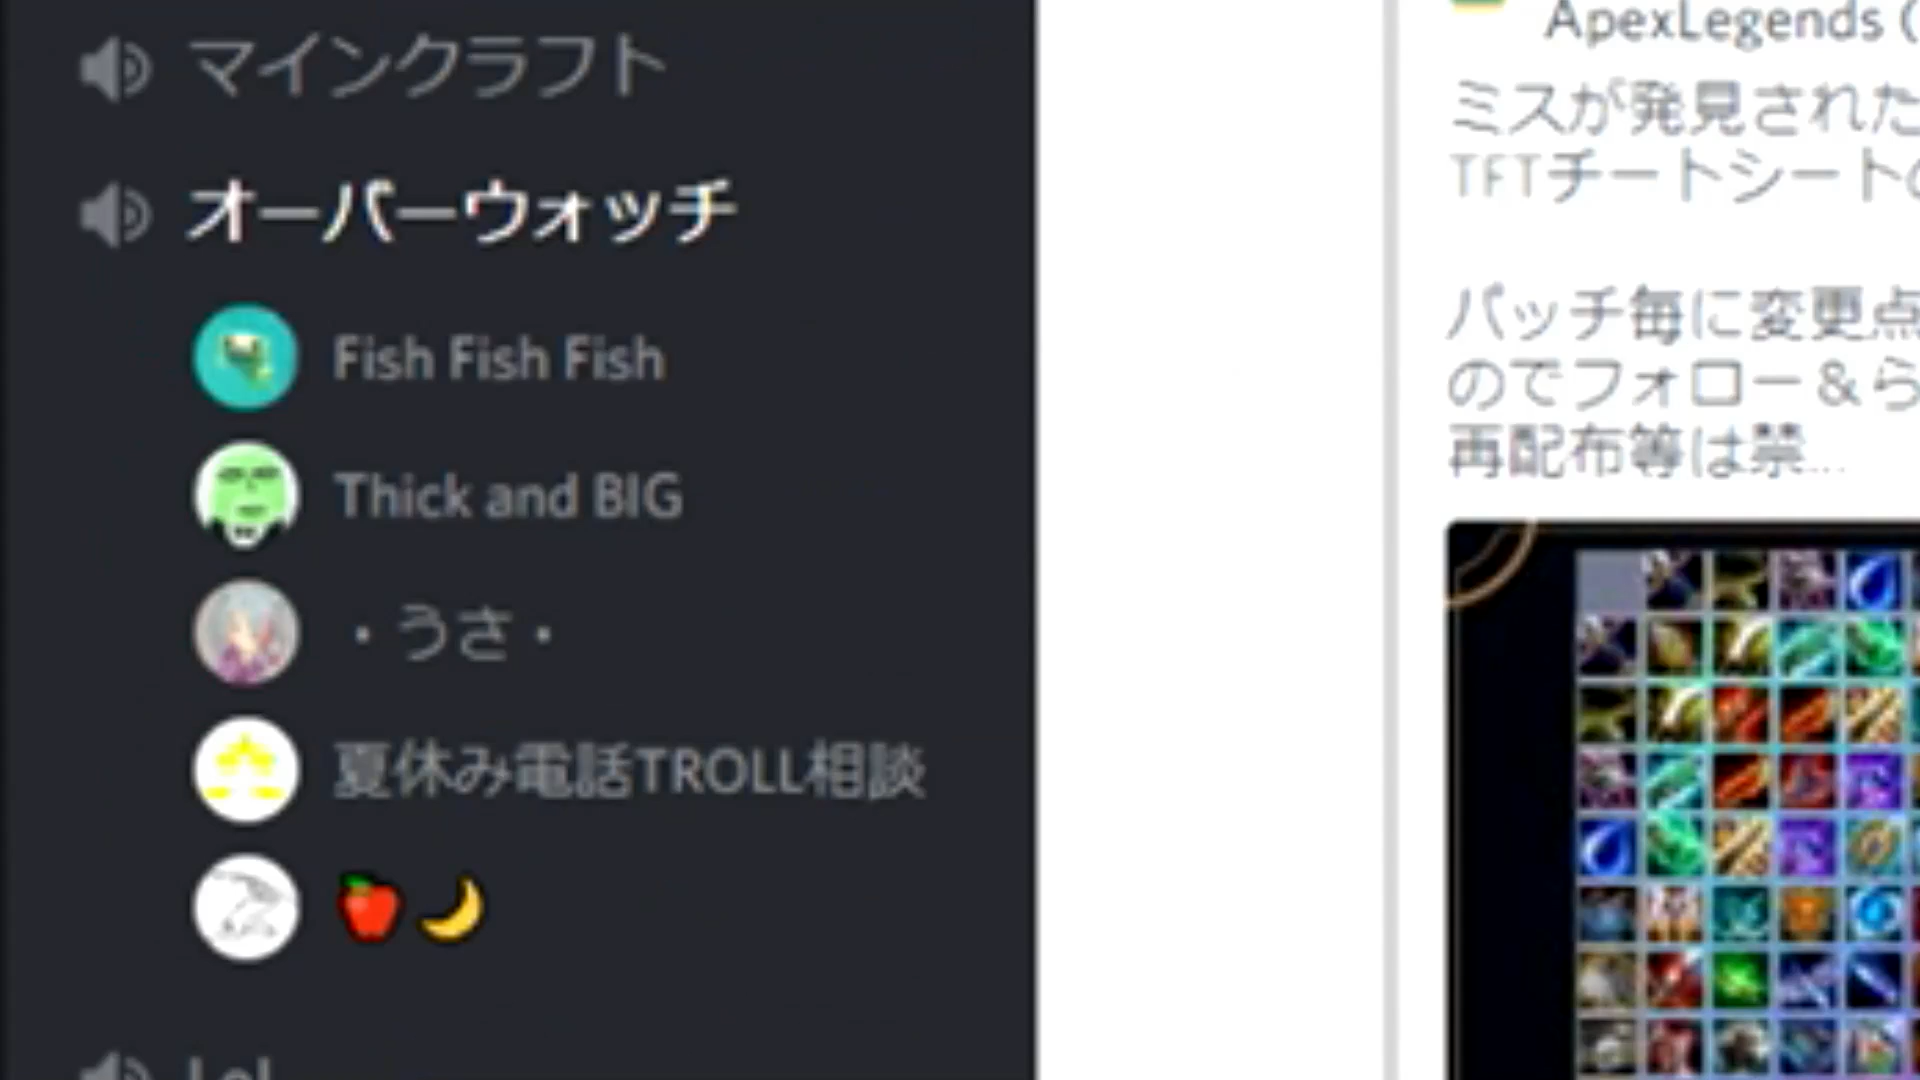 マインクラフト
オーバーウォッチ
Fish Fish Fish
Thick and BIG
・うさ・
夏休み電話TROLL相談
🍎🌙
LoL
ApexLegends (
ミスが発見された
TFTチートシートの
パッチ毎に変更点
のでフォロー＆ら
再配布等は禁...